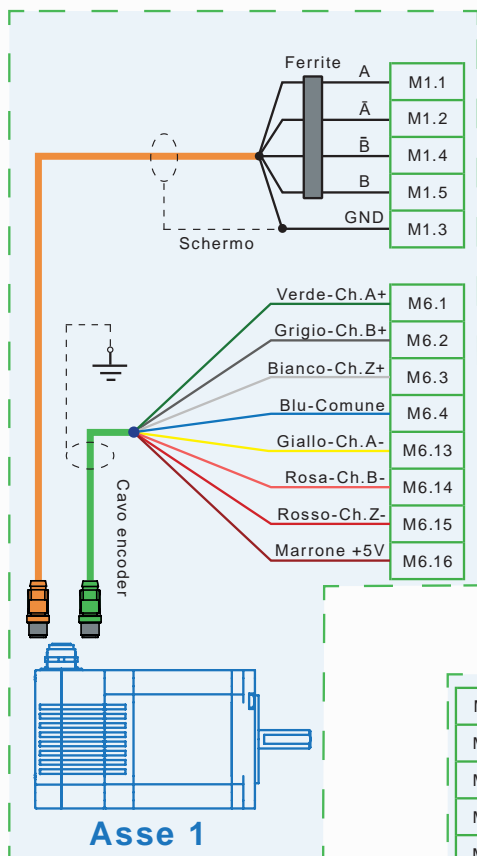 Ferrite
A M1.1
Ā M1.2
B̄ M1.4
B M1.5
GND M1.3
Schermo
Verde-Ch.A+ M6.1
Grigio-Ch.B+ M6.2
Bianco-Ch.Z+ M6.3
Blu-Comune M6.4
Giallo-Ch.A- M6.13
Rosa-Ch.B- M6.14
Rosso-Ch.Z- M6.15
Marrone +5V M6.16
Cavo encoder
Asse 1